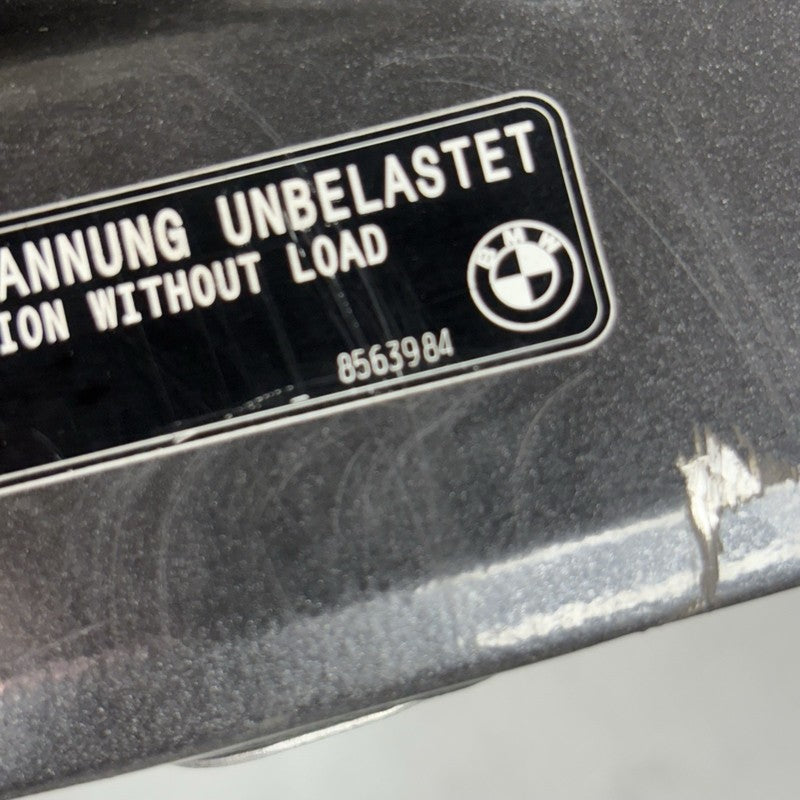 ANNUNG UNBELASTET
ION WITHOUT LOAD
BMW
8563984